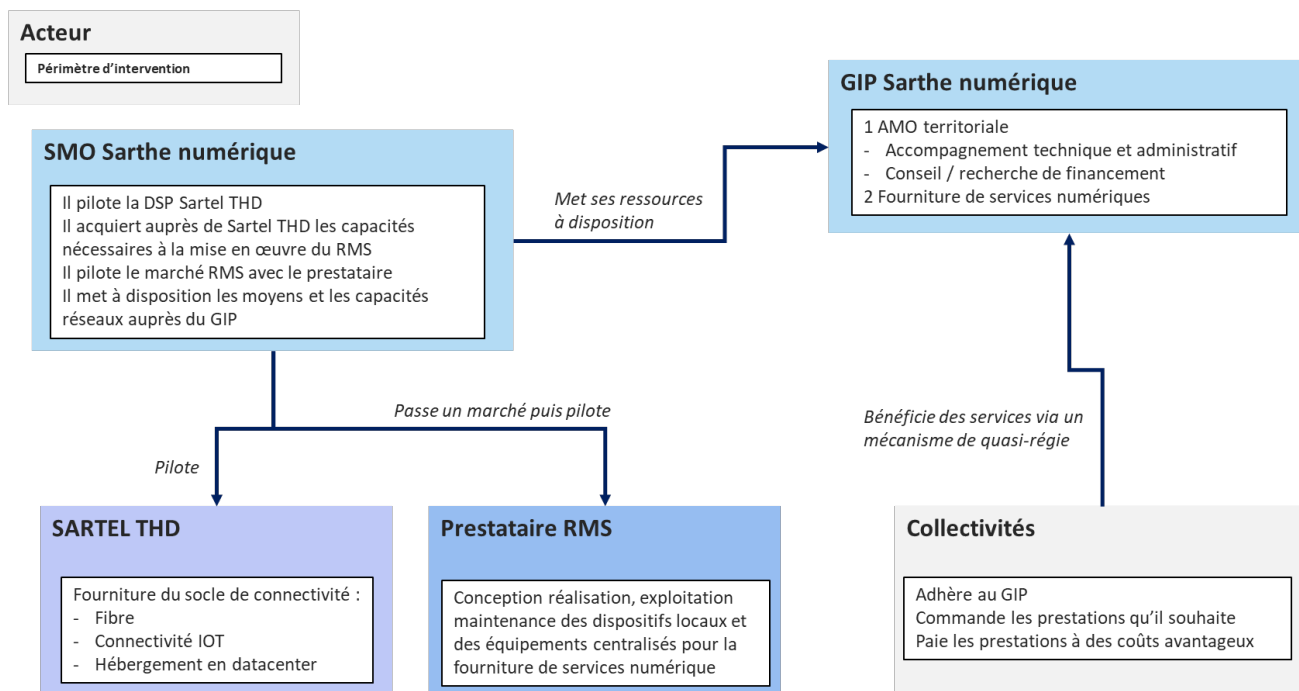 Acteur
Périmètre d'intervention
GIP Sarthe numérique
1 AMO territoriale
- Accompagnement technique et administratif
- Conseil / recherche de financement
2 Fourniture de services numériques
SMO Sarthe numérique
Il pilote la DSP Sartel THD
Il acquiert auprès de Sartel THD les capacités
nécessaires à la mise en œuvre du RMS
Il pilote le marché RMS avec le prestataire
Il met à disposition les moyens et les capacités
réseaux auprès du GIP
Met ses ressources
à disposition
Passe un marché puis pilote
Pilote
Bénéficie des services via un
mécanisme de quasi-régie
SARTEL THD
Fourniture du socle de connectivité :
- Fibre
- Connectivité IOT
- Hébergement en datacenter
Prestataire RMS
Conception réalisation, exploitation
maintenance des dispositifs locaux et
des équipements centralisés pour la
fourniture de services numérique
Collectivités
Adhère au GIP
Commande les prestations qu'il souhaite
Paie les prestations à des coûts avantageux